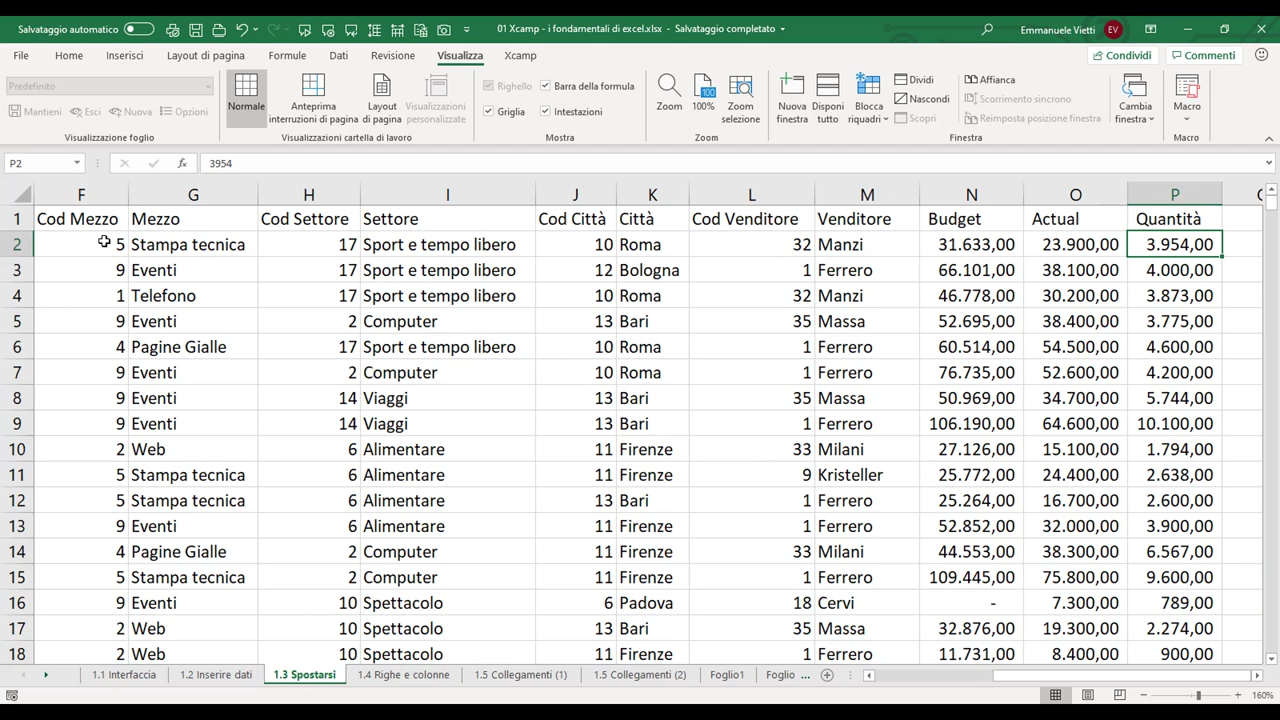 Salvataggio automatico
01 Xcamp - i fondamentali di excel.xlsx - Salvataggio completato
Emmanuele Vietti EV
File Home Inserisci Layout di pagina Formule Dati Revisione Visualizza Xcamp Condividi Commenti
Predefinito
Mantieni Esci Nuova Opzioni
Visualizzazione foglio
Normale
Anteprima interruzioni di pagina
Layout di pagina
Visualizzazioni personalizzate
Visualizzazioni cartella di lavoro
Righello Barra della formula
Griglia Intestazioni
Mostra
Zoom 100% Zoom selezione
100
Zoom
Nuova finestra
Disponi tutto
Blocca riquadri
Dividi
Nascondi
Scopri
Affianca
Scorrimento sincrono
Reimposta posizione finestra
Cambia finestra
Finestra
Macro
Macro
P2 fx 3954
F G H I J K L M N O P
1 Cod Mezzo Mezzo Cod Settore Settore Cod Città Città Cod Venditore Venditore Budget Actual Quantità
2 5 Stampa tecnica 17 Sport e tempo libero 10 Roma 32 Manzi 31.633,00 23.900,00 3.954,00
3 9 Eventi 17 Sport e tempo libero 12 Bologna 1 Ferrero 66.101,00 38.100,00 4.000,00
4 1 Telefono 17 Sport e tempo libero 10 Roma 32 Manzi 46.778,00 30.200,00 3.873,00
5 9 Eventi 2 Computer 13 Bari 35 Massa 52.695,00 38.400,00 3.775,00
6 4 Pagine Gialle 17 Sport e tempo libero 10 Roma 1 Ferrero 60.514,00 54.500,00 4.600,00
7 9 Eventi 2 Computer 10 Roma 1 Ferrero 76.735,00 52.600,00 4.200,00
8 9 Eventi 14 Viaggi 13 Bari 35 Massa 50.969,00 34.700,00 5.744,00
9 9 Eventi 14 Viaggi 13 Bari 1 Ferrero 106.190,00 64.600,00 10.100,00
10 2 Web 6 Alimentare 11 Firenze 33 Milani 27.126,00 15.100,00 1.794,00
11 5 Stampa tecnica 6 Alimentare 11 Firenze 9 Kristeller 25.772,00 24.400,00 2.638,00
12 5 Stampa tecnica 6 Alimentare 13 Bari 1 Ferrero 25.264,00 16.700,00 2.600,00
13 9 Eventi 6 Alimentare 11 Firenze 1 Ferrero 52.852,00 32.000,00 3.900,00
14 4 Pagine Gialle 2 Computer 11 Firenze 33 Milani 44.553,00 38.300,00 6.567,00
15 5 Stampa tecnica 2 Computer 11 Firenze 1 Ferrero 109.445,00 75.800,00 9.600,00
16 9 Eventi 10 Spettacolo 6 Padova 18 Cervi - 7.300,00 789,00
17 2 Web 10 Spettacolo 13 Bari 35 Massa 32.876,00 19.300,00 2.274,00
18 2 Web 10 Spettacolo 11 Firenze 1 Ferrero 11.731,00 8.400,00 900,00
1.1 Interfaccia 1.2 Inserire dati 1.3 Spostarsi 1.4 Righe e colonne 1.5 Collegamenti (1) 1.5 Collegamenti (2) Foglio1 Foglio ...
160%